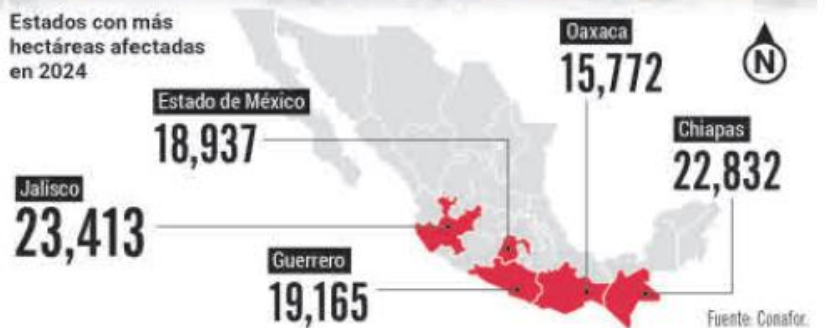 Estados con más
hectáreas afectadas
en 2024
Oaxaca
15,772
N
Estado de México
18,937
Chiapas
22,832
Jalisco
23,413
Guerrero
19,165
Fuente: Conafor.